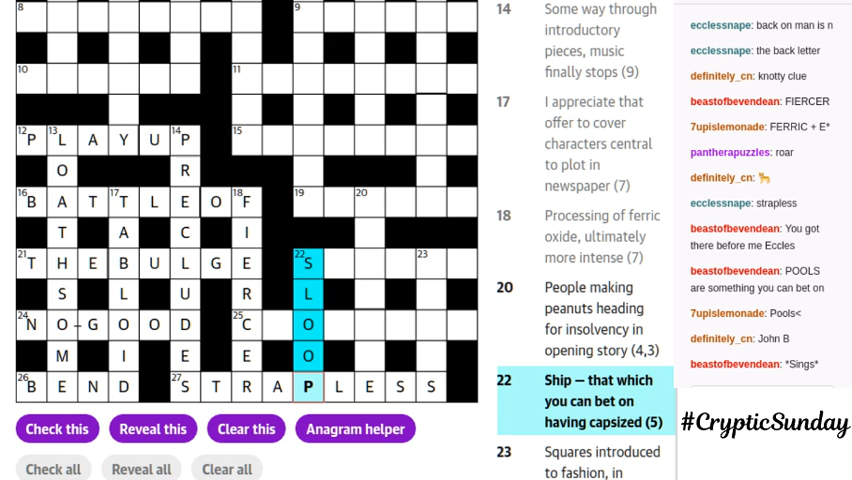 8 9
10 11
12 P 13 L A Y U 14 P 15
O R
16 B A T 17 T L E O 18 F 19 20
T A C I
21 T H E B U L G E 22 S 23
S L U R L
24 N O - G O O D 25 C O
M I E E O
26 B E N D 27 S T R A P L E S S
Check this Reveal this Clear this Anagram helper
Check all Reveal all Clear all
14 Some way through
introductory
pieces, music
finally stops (9)
17 I appreciate that
offer to cover
characters central
to plot in
newspaper (7)
18 Processing of ferric
oxide, ultimately
more intense (7)
20 People making
peanuts heading
for insolvency in
opening story (4,3)
22 Ship — that which
you can bet on
having capsized (5)
23 Squares introduced
to fashion, in
ecclessnape: back on man is n
ecclessnape: the back letter
definitely_cn: knotty clue
beastofbevendean: FIERCER
7upislemonade: FERRIC + E*
pantherapuzzles: roar
definitely_cn: 🐆
ecclessnape: strapless
beastofbevendean: You got
there before me Eccles
beastofbevendean: POOLS
are something you can bet on
7upislemonade: Pools<
definitely_cn: John B
beastofbevendean: *Sings*
#CrypticSunday